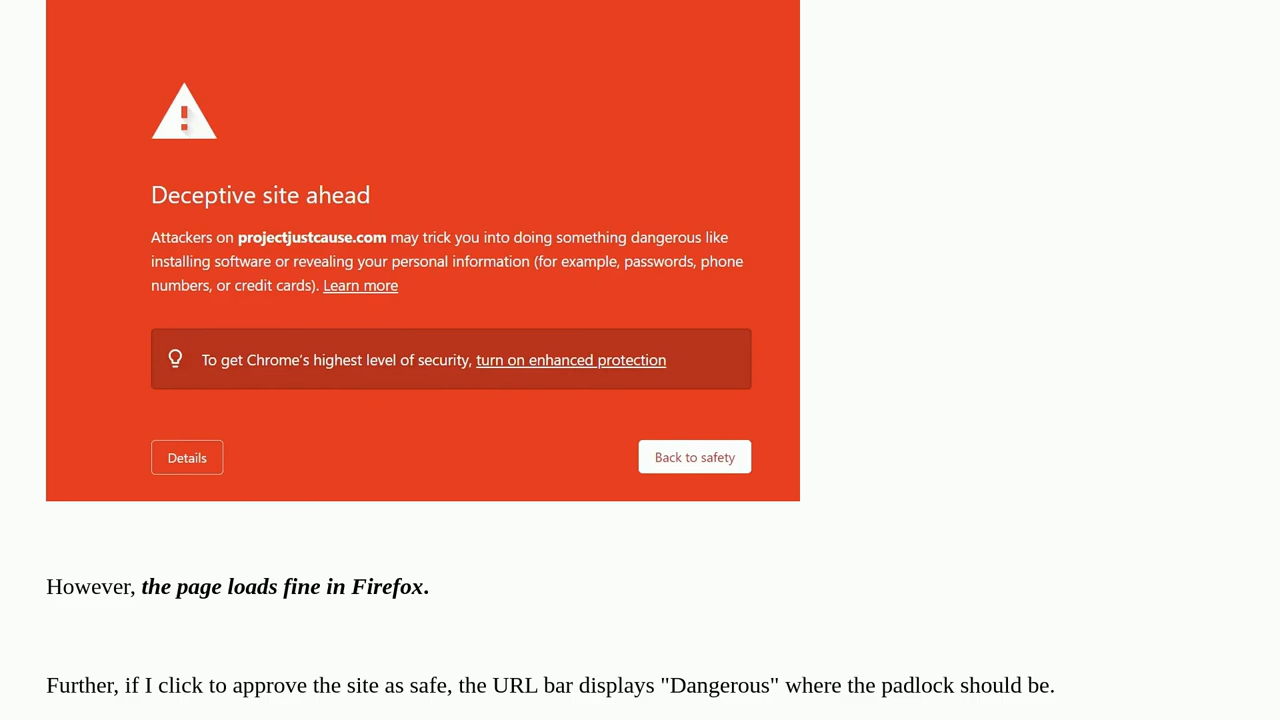 Deceptive site ahead
Attackers on projectjustcause.com may trick you into doing something dangerous like
installing software or revealing your personal information (for example, passwords, phone
numbers, or credit cards). Learn more
To get Chrome's highest level of security, turn on enhanced protection
Details
Back to safety
However, the page loads fine in Firefox.
Further, if I click to approve the site as safe, the URL bar displays "Dangerous" where the padlock should be.